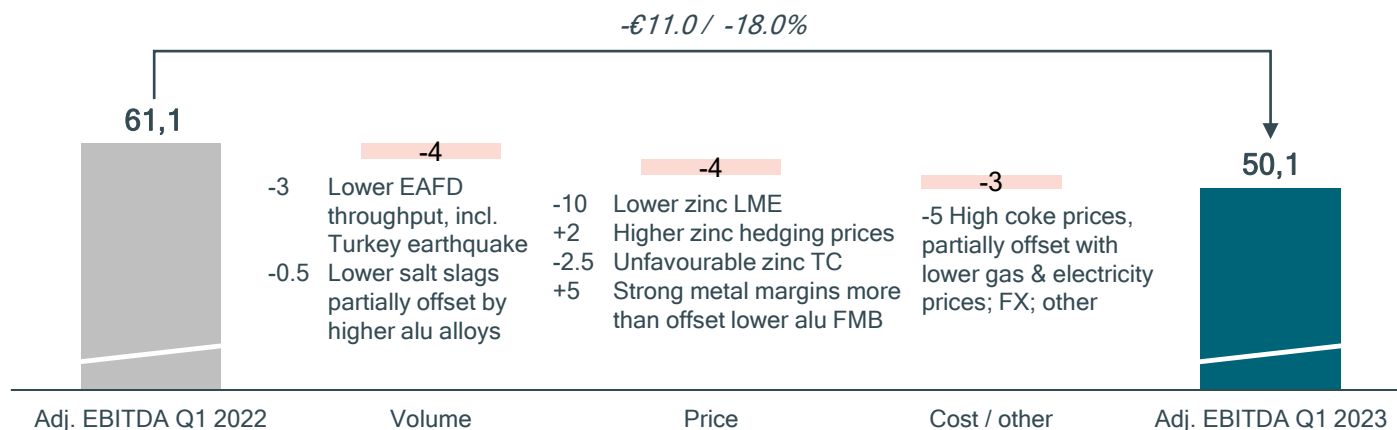 -€11.0 / -18.0%
61,1
-4
-3 Lower EAFD
throughput, incl.
Turkey earthquake
-0.5 Lower salt slags
partially offset by
higher alu alloys
-4
-10 Lower zinc LME
+2 Higher zinc hedging prices
-2.5 Unfavourable zinc TC
+5 Strong metal margins more
than offset lower alu FMB
-3
-5 High coke prices,
partially offset with
lower gas & electricity
prices; FX; other
50,1
Adj. EBITDA Q1 2022
Volume
Price
Cost / other
Adj. EBITDA Q1 2023